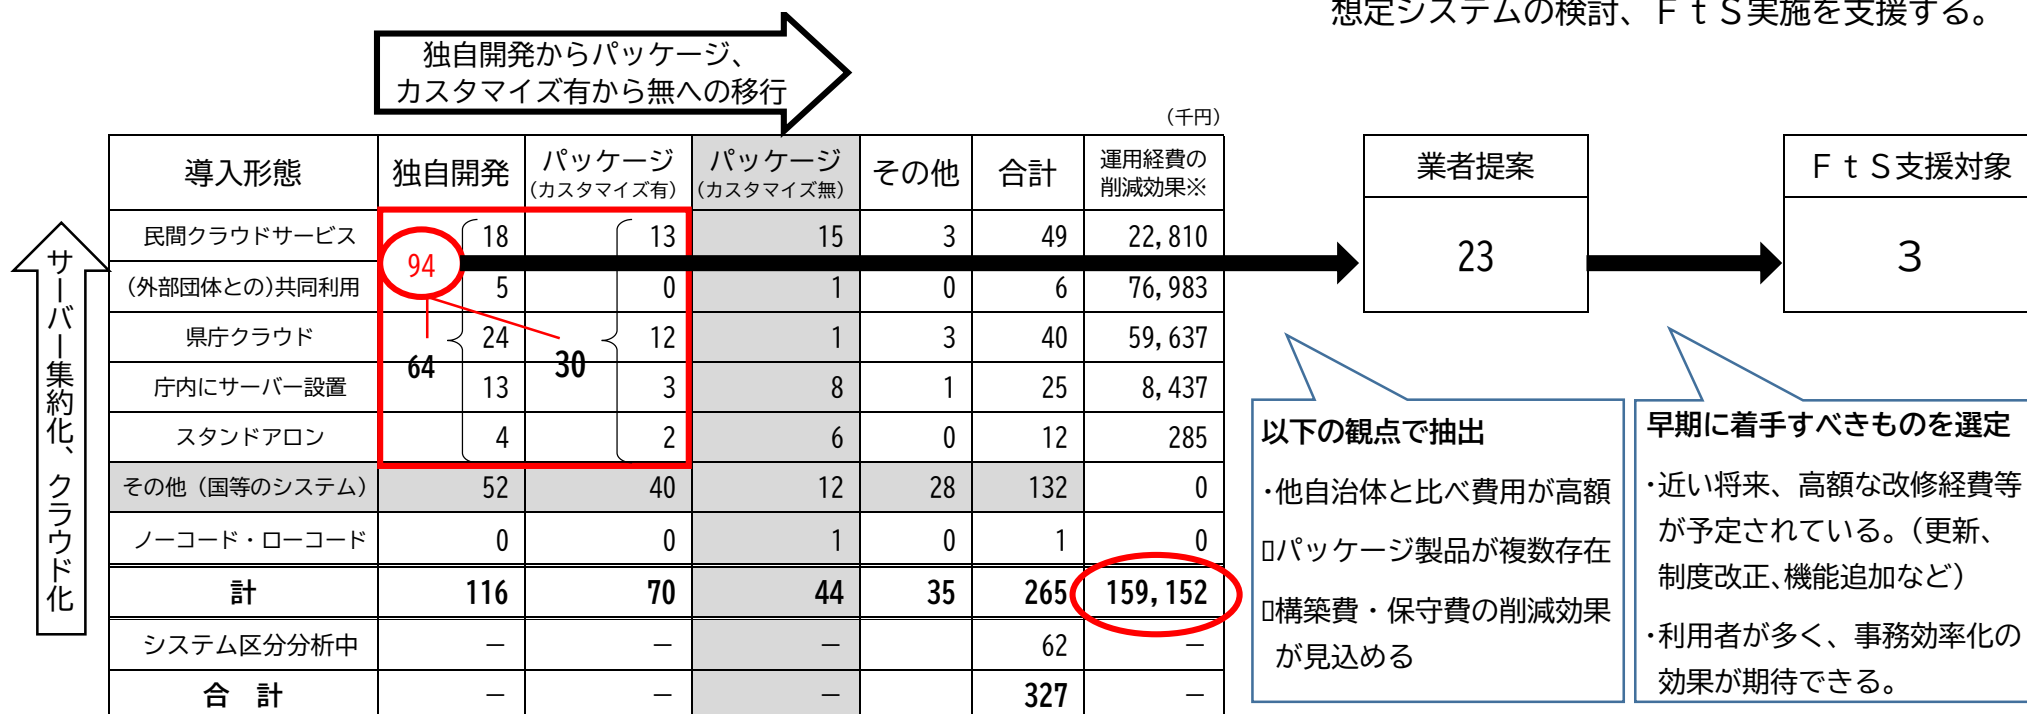 想定システムの検討、ＦｔＳ実施を支援する。
独自開発からパッケージ、
カスタマイズ有から無への移行
（千円）
導入形態 独自開発 パッケージ（カスタマイズ有） パッケージ（カスタマイズ無） その他 合計 運用経費の削減効果※
民間クラウドサービス 18 13 15 3 49 22,810
94
(外部団体との)共同利用 5 0 1 0 6 76,983
県庁クラウド 24 12 1 3 40 59,637
64 30
庁内にサーバー設置 13 3 8 1 25 8,437
スタンドアロン 4 2 6 0 12 285
その他（国等のシステム） 52 40 12 28 132 0
ノーコード・ローコード 0 0 1 0 1 0
計 116 70 44 35 265 159,152
システム区分分析中 － － － 62 －
合　計 － － － 327 －
サーバー集約化、クラウド化
業者提案
23
ＦｔＳ支援対象
３
以下の観点で抽出
・他自治体と比べ費用が高額
▯パッケージ製品が複数存在
▯構築費・保守費の削減効果
が見込める
早期に着手すべきものを選定
・近い将来、高額な改修経費等
が予定されている。（更新、
制度改正、機能追加など）
・利用者が多く、事務効率化の
効果が期待できる。